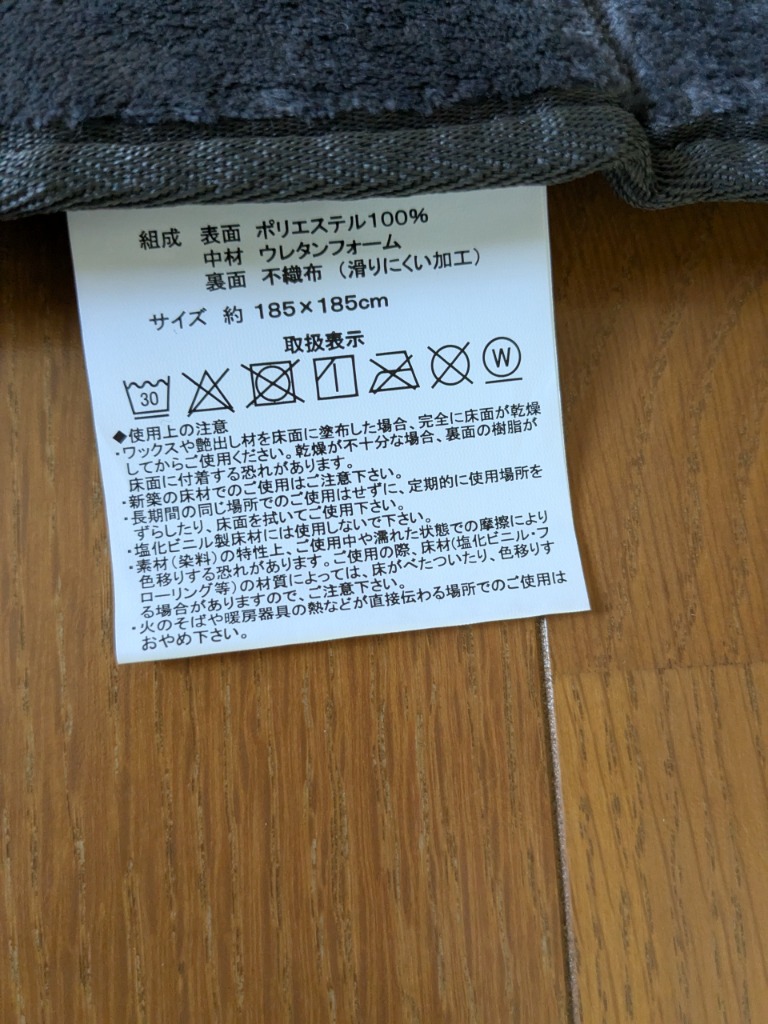 組成 表面 ポリエステル100%
中材 ウレタンフォーム
裏面 不織布 (滑りにくい加工)
サイズ 約 185×185cm
取扱表示
30 W
◆使用上の注意
・ワックスや艶出し材を床面に塗布した場合、完全に床面が乾燥
してからご使用ください。乾燥が不十分な場合、裏面の樹脂が
床面に付着する恐れがあります。
・新築の床材でのご使用はご注意下さい。
・長期間の同じ場所でのご使用はせずに、定期的に使用場所を
ずらしたり、床面を拭いてご使用下さい。
・塩化ビニル製床材には使用しないで下さい。
・素材(染料)の特性上、ご使用中や濡れた状態での摩擦により
色移りする恐れがあります。ご使用の際、床材(塩化ビニル・フ
ローリング等)の材質によっては、床がべたついたり、色移りす
る場合がありますので、ご注意下さい。
・火のそばや暖房器具の熱などが直接伝わる場所でのご使用は
おやめ下さい。